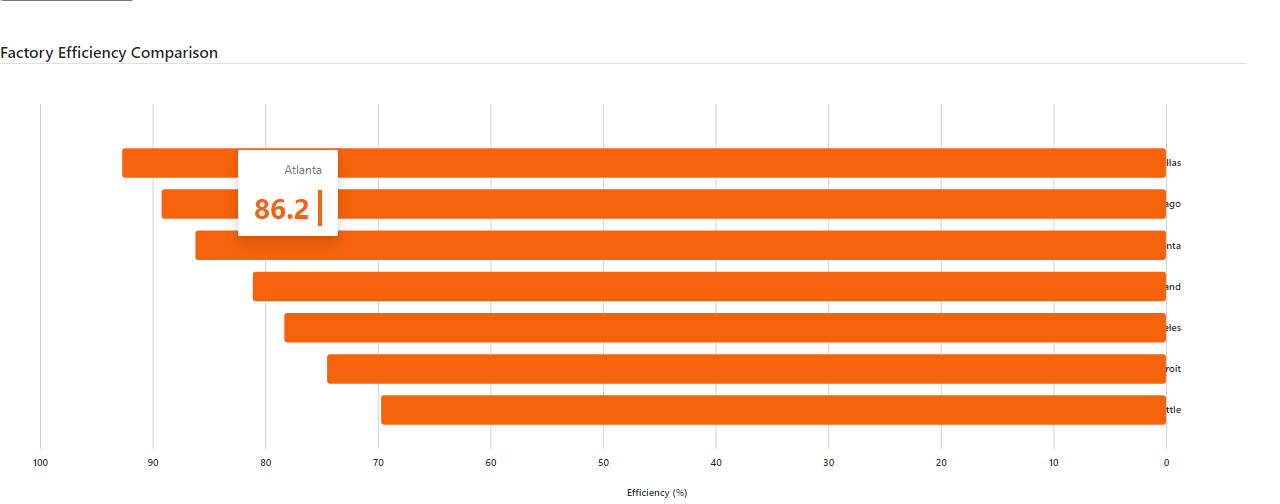 Factory Efficiency Comparison
Atlanta
86.2
llas
ago
nta
and
eles
roit
ttle
100 90 80 70 60 50 40 30 20 10 0
Efficiency (%)